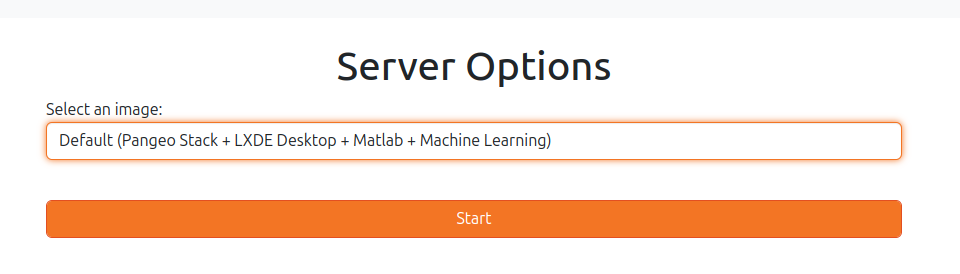 Server Options
Select an image:
Default (Pangeo Stack + LXDE Desktop + Matlab + Machine Learning)
Start